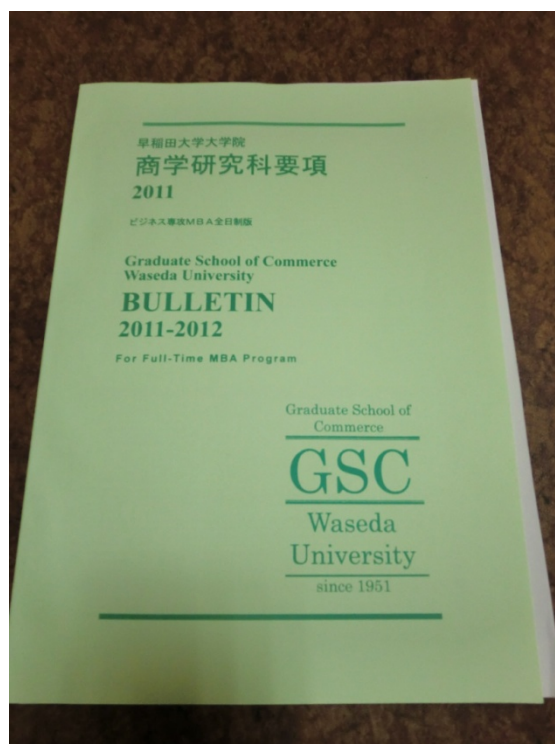 早稲田大学大学院
商学研究科要項
2011
ビジネス専攻MBA全日制版
Graduate School of Commerce
Waseda University
BULLETIN
2011-2012
For Full-Time MBA Program
Graduate School of
Commerce
GSC
Waseda
University
since 1951